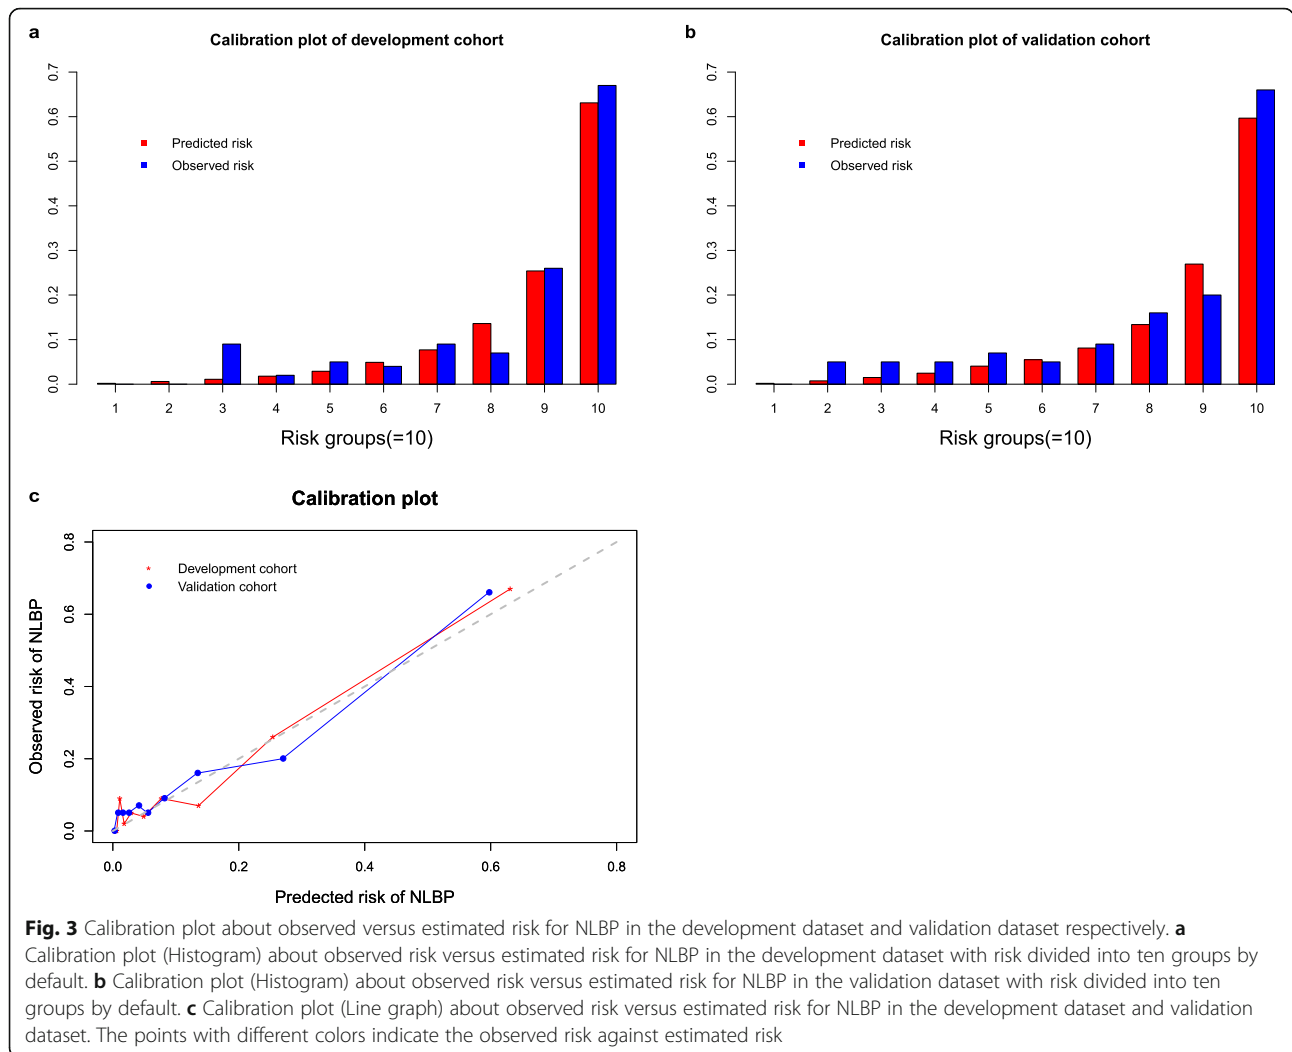 a
Calibration plot of development cohort
0.0 0.1 0.2 0.3 0.4 0.5 0.6 0.7
Predicted risk
Observed risk
1 2 3 4 5 6 7 8 9 10
Risk groups(=10)
b
Calibration plot of validation cohort
0.0 0.1 0.2 0.3 0.4 0.5 0.6 0.7
Predicted risk
Observed risk
1 2 3 4 5 6 7 8 9 10
Risk groups(=10)
c
Calibration plot
Observed risk of NLBP
0.0 0.2 0.4 0.6 0.8
Development cohort
Validation cohort
0.0 0.2 0.4 0.6 0.8
Predected risk of NLBP
Fig. 3 Calibration plot about observed versus estimated risk for NLBP in the development dataset and validation dataset respectively. a
Calibration plot (Histogram) about observed risk versus estimated risk for NLBP in the development dataset with risk divided into ten groups by
default. b Calibration plot (Histogram) about observed risk versus estimated risk for NLBP in the validation dataset with risk divided into ten
groups by default. c Calibration plot (Line graph) about observed risk versus estimated risk for NLBP in the development dataset and validation
dataset. The points with different colors indicate the observed risk against estimated risk